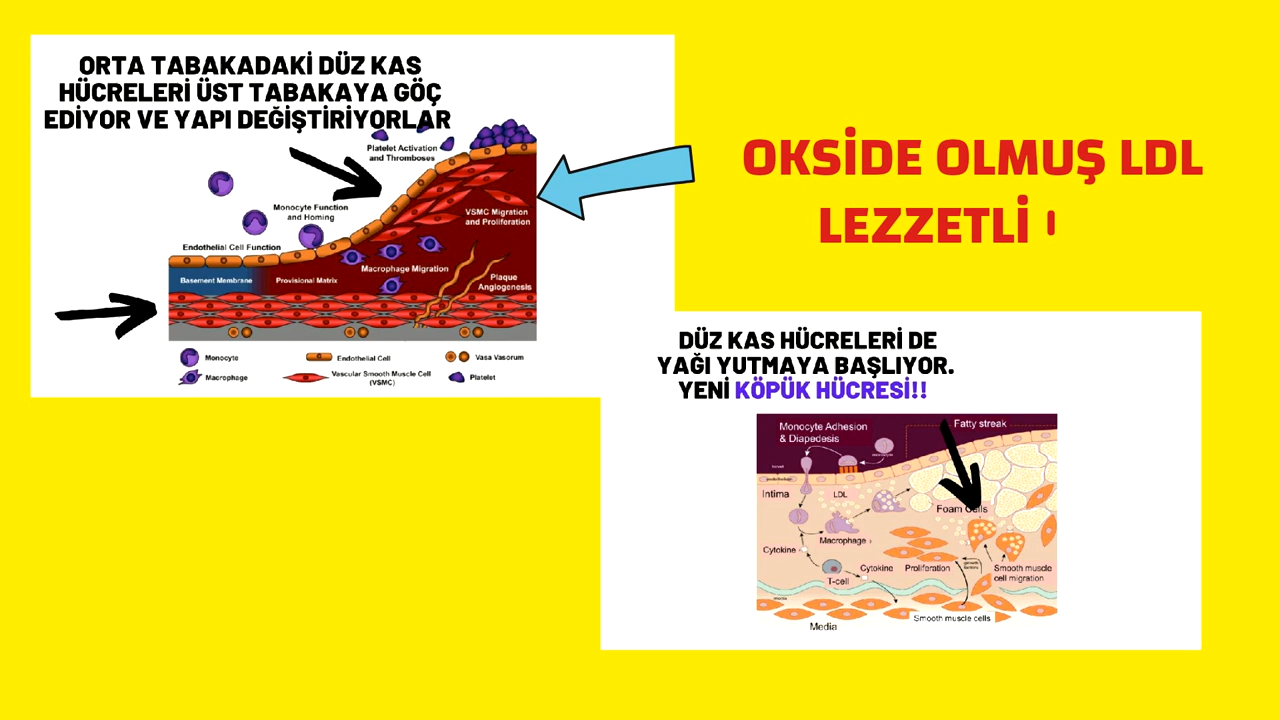 ORTA TABAKADAKİ DÜZ KAS
HÜCRELERİ ÜST TABAKAYA GÖÇ
EDİYOR VE YAPI DEĞİŞTİRİYORLAR
Platelet Activation
and Thromboses
Monocyte Function
and Homing
VSMC Migration
and Proliferation
Endothelial Cell Function
Macrophage Migration
Basement Membrane
Provisional Matrix
Plaque
Angiogenesis
Monocyte
Endothelial Cell
Vasa Vasorum
Macrophage
Vascular Smooth Muscle Cell
(VSMC)
Platelet
OKSİDE OLMUŞ LDL
LEZZETLİ
DÜZ KAS HÜCRELERİ DE
YAĞI YUTMAYA BAŞLIYOR.
YENİ KÖPÜK HÜCRESİ!!
Monocyte Adhesion
& Diapedesis
Fatty streak
Intima
LDL
Foam Cells
Macrophage
Cytokine
T-cell
Cytokine
Proliferation
growth
factors
Smooth muscle
cell migration
Smooth muscle cells
Media